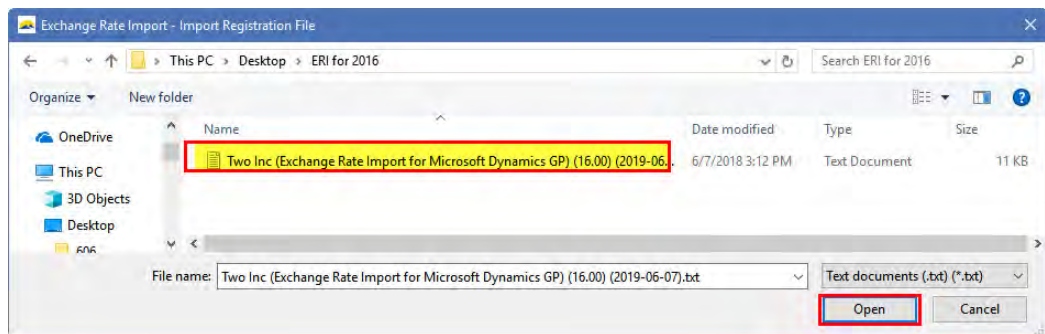 Exchange Rate Import - Import Registration File
This PC > Desktop > ERI for 2016
Search ERI for 2016
Organize
New folder
Name
Date modified
Type
Size
OneDrive
This PC
3D Objects
Desktop
606
Two Inc (Exchange Rate Import for Microsoft Dynamics GP) (16.00) (2019-06...
6/7/2018 3:12 PM
Text Document
11 KB
File name:
Two Inc (Exchange Rate Import for Microsoft Dynamics GP) (16.00) (2019-06-07).txt
Text documents (.txt) (*.txt)
Open
Cancel